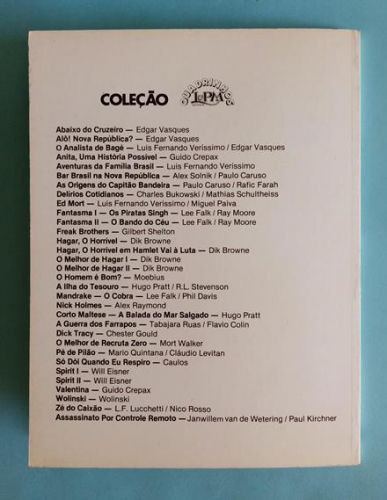 COLEÇÃO QUADRINHOS L&PM
Abaixo do Cruzeiro — Edgar Vasques
Alô! Nova República? — Edgar Vasques
O Analista de Bagé — Luis Fernando Verissimo / Edgar Vasques
Anita, Uma História Possível — Guido Crepax
Aventuras da Família Brasil — Luis Fernando Verissimo
Bar Brasil na Nova República — Alex Solnik / Paulo Caruso
As Origens do Capitão Bandeira — Paulo Caruso / Rafic Farah
Delírios Cotidianos — Charles Bukowski / Mathias Schultheiss
Ed Mort — Luis Fernando Verissimo / Miguel Paiva
Fantasma I — Os Piratas Singh — Lee Falk / Ray Moore
Fantasma II — O Bando do Céu — Lee Falk / Ray Moore
Freak Brothers — Gilbert Shelton
Hagar, O Horrível — Dik Browne
Hagar, O Horrível em Hamlet Vai à Luta — Dik Browne
O Melhor de Hagar I — Dik Browne
O Melhor de Hagar II — Dik Browne
O Homem é Bom? — Moebius
A Ilha do Tesouro — Hugo Pratt / R.L. Stevenson
Mandrake — O Cobra — Lee Falk / Phil Davis
Nick Holmes — Alex Raymond
Corto Maltese — A Balada do Mar Salgado — Hugo Pratt
A Guerra dos Farrapos — Tabajara Ruas / Flavio Colin
Dick Tracy — Chester Gould
O Melhor de Recruta Zero — Mort Walker
Pé de Pilão — Mario Quintana / Cláudio Levitan
Só Dói Quando Eu Respiro — Caulos
Spirit I — Will Eisner
Spirit II — Will Eisner
Valentina — Guido Crepax
Wolinski — Wolinski
Zé do Caixão — L.F. Lucchetti / Nico Rosso
Assassinato Por Controle Remoto — Janwillem van de Wetering / Paul Kirchner